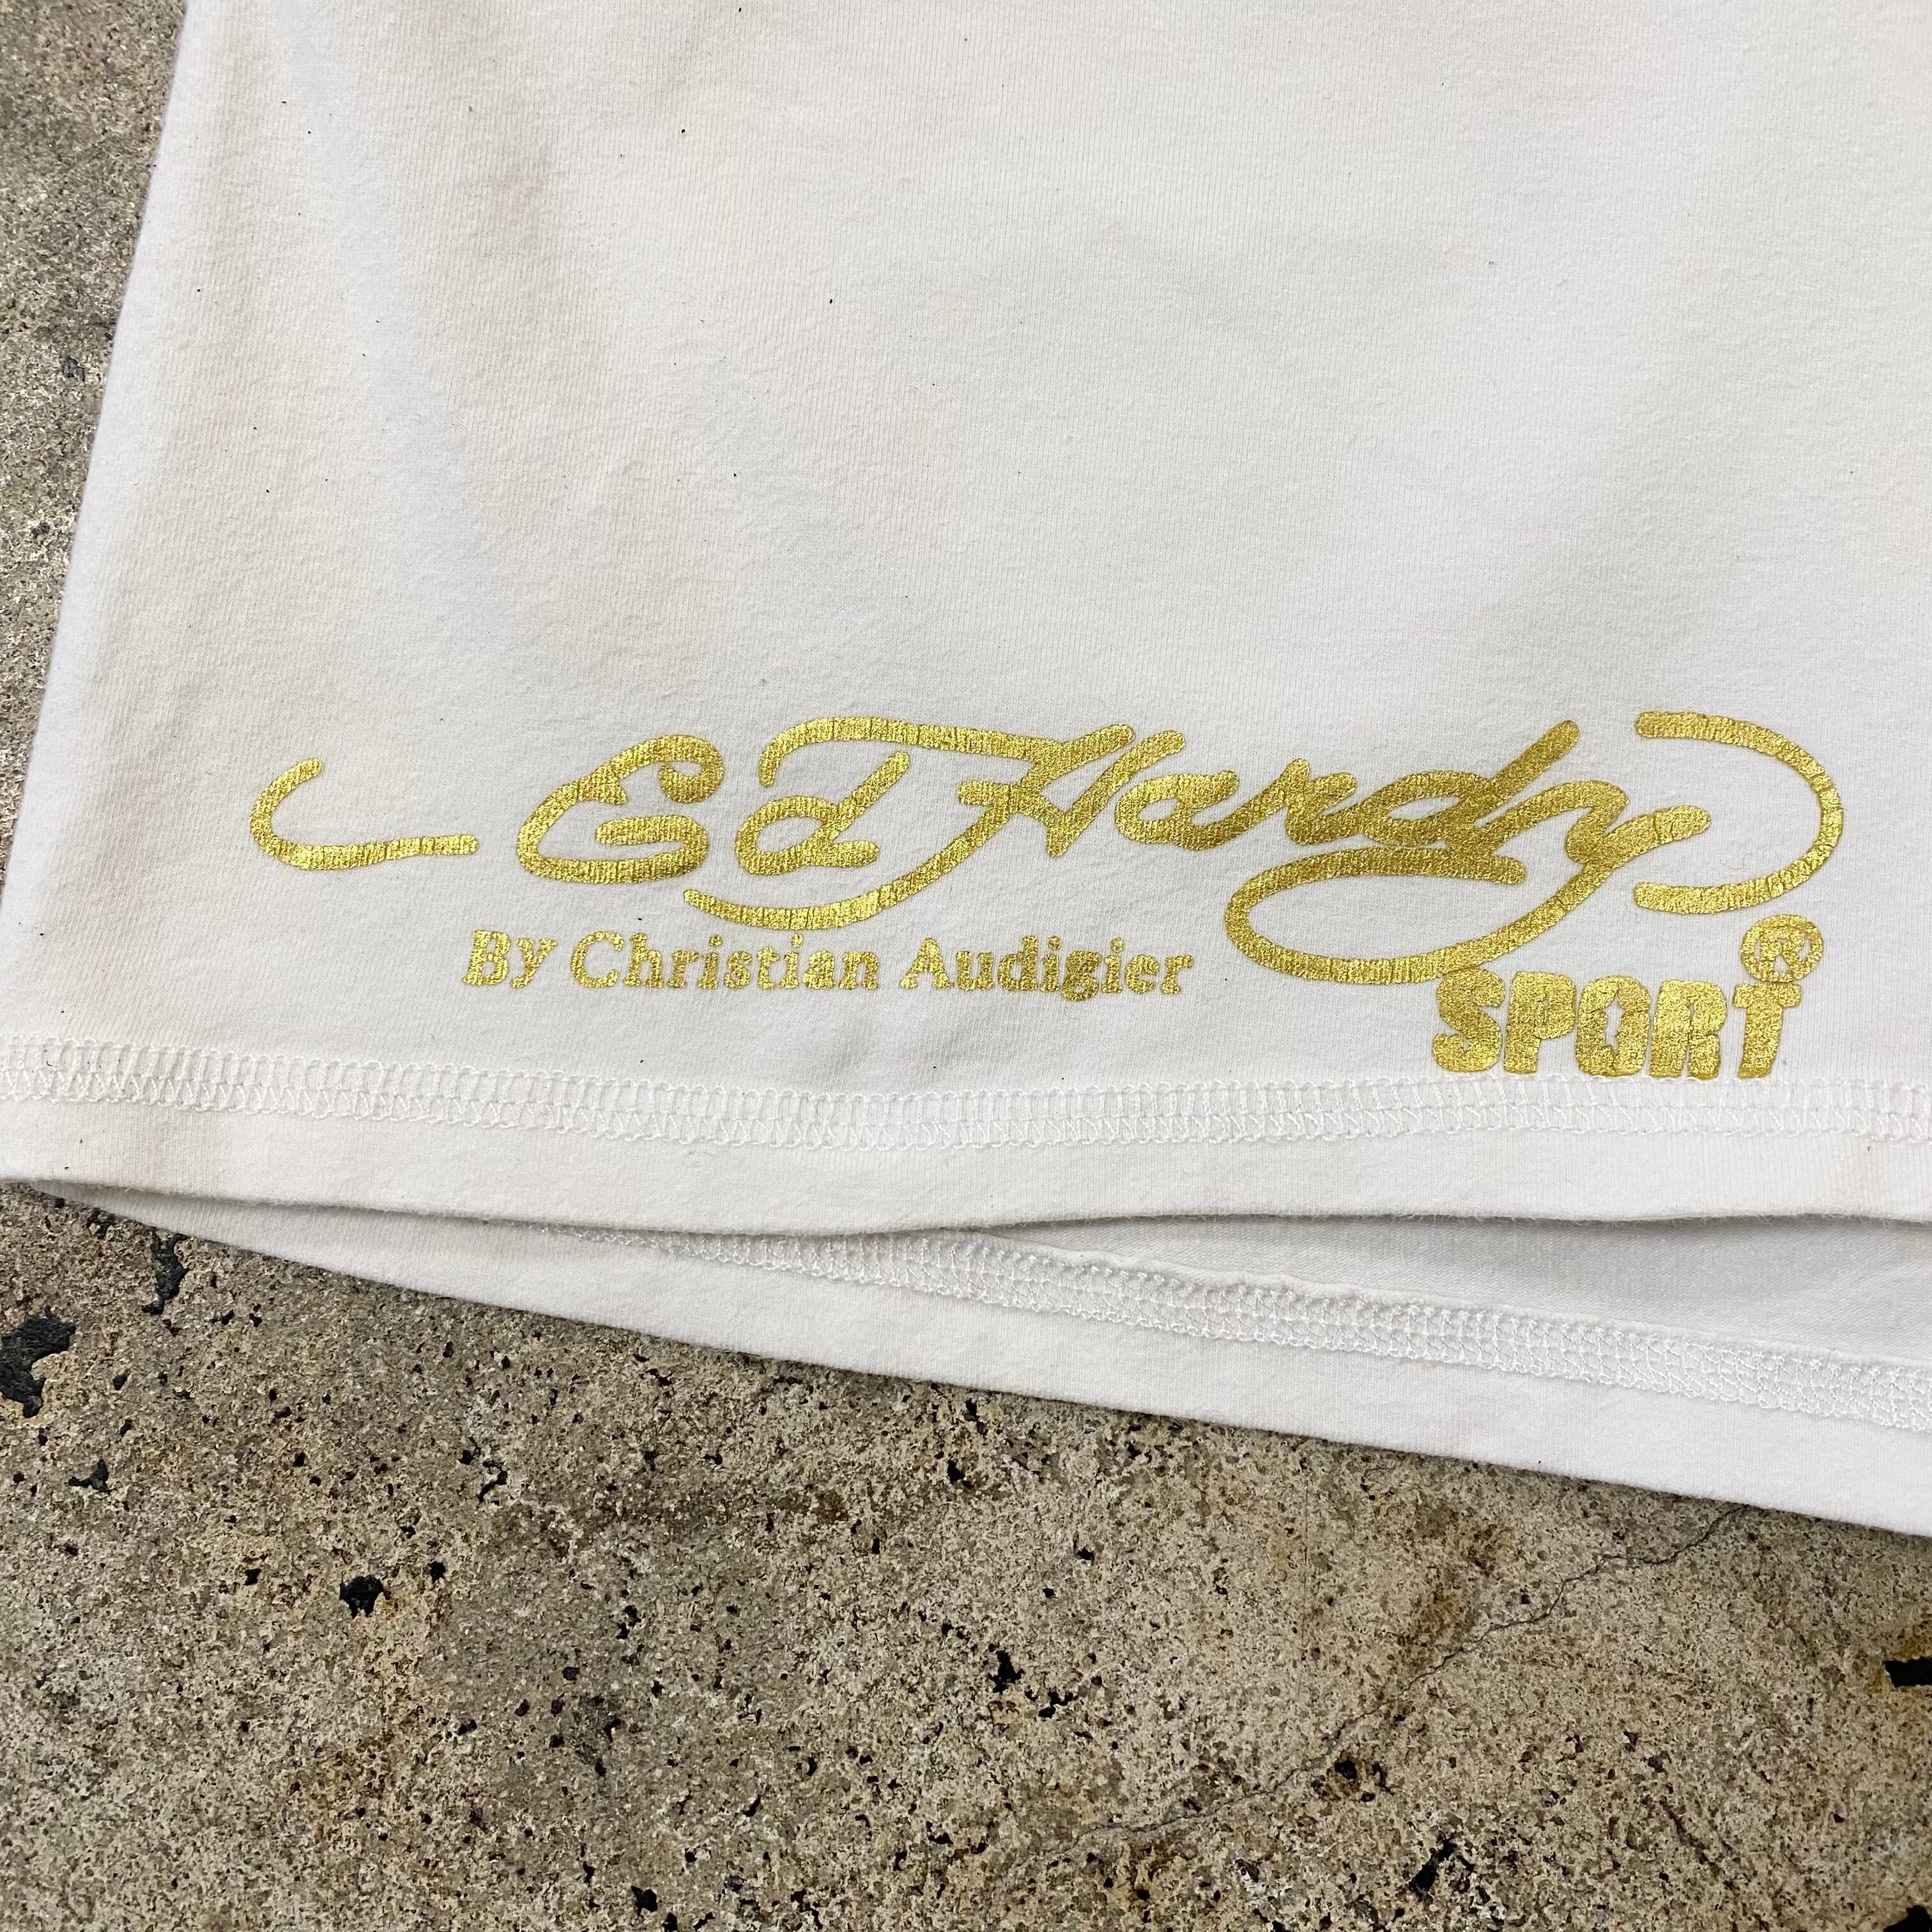 Ed Hardy
By Christian Audigier
®
SPORT